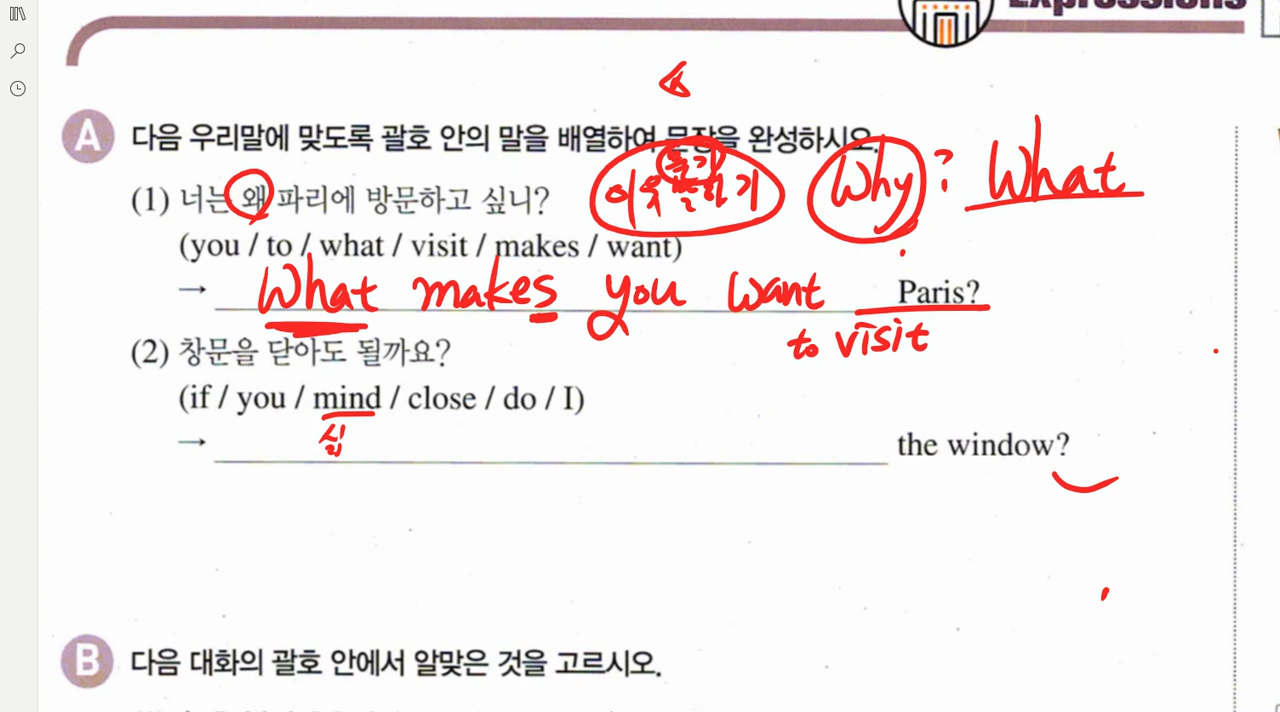 Expressions
A 다음 우리말에 맞도록 괄호 안의 말을 배열하여 문장을 완성하시오.
(1) 너는 왜 파리에 방문하고 싶니?
이유 묻기 말하기 Why? What
(you / to / what / visit / makes / want)
→ What makes you want Paris?
to visit
(2) 창문을 닫아도 될까요?
(if / you / mind / close / do / I)
→ the window?
B 다음 대화의 괄호 안에서 알맞은 것을 고르시오.